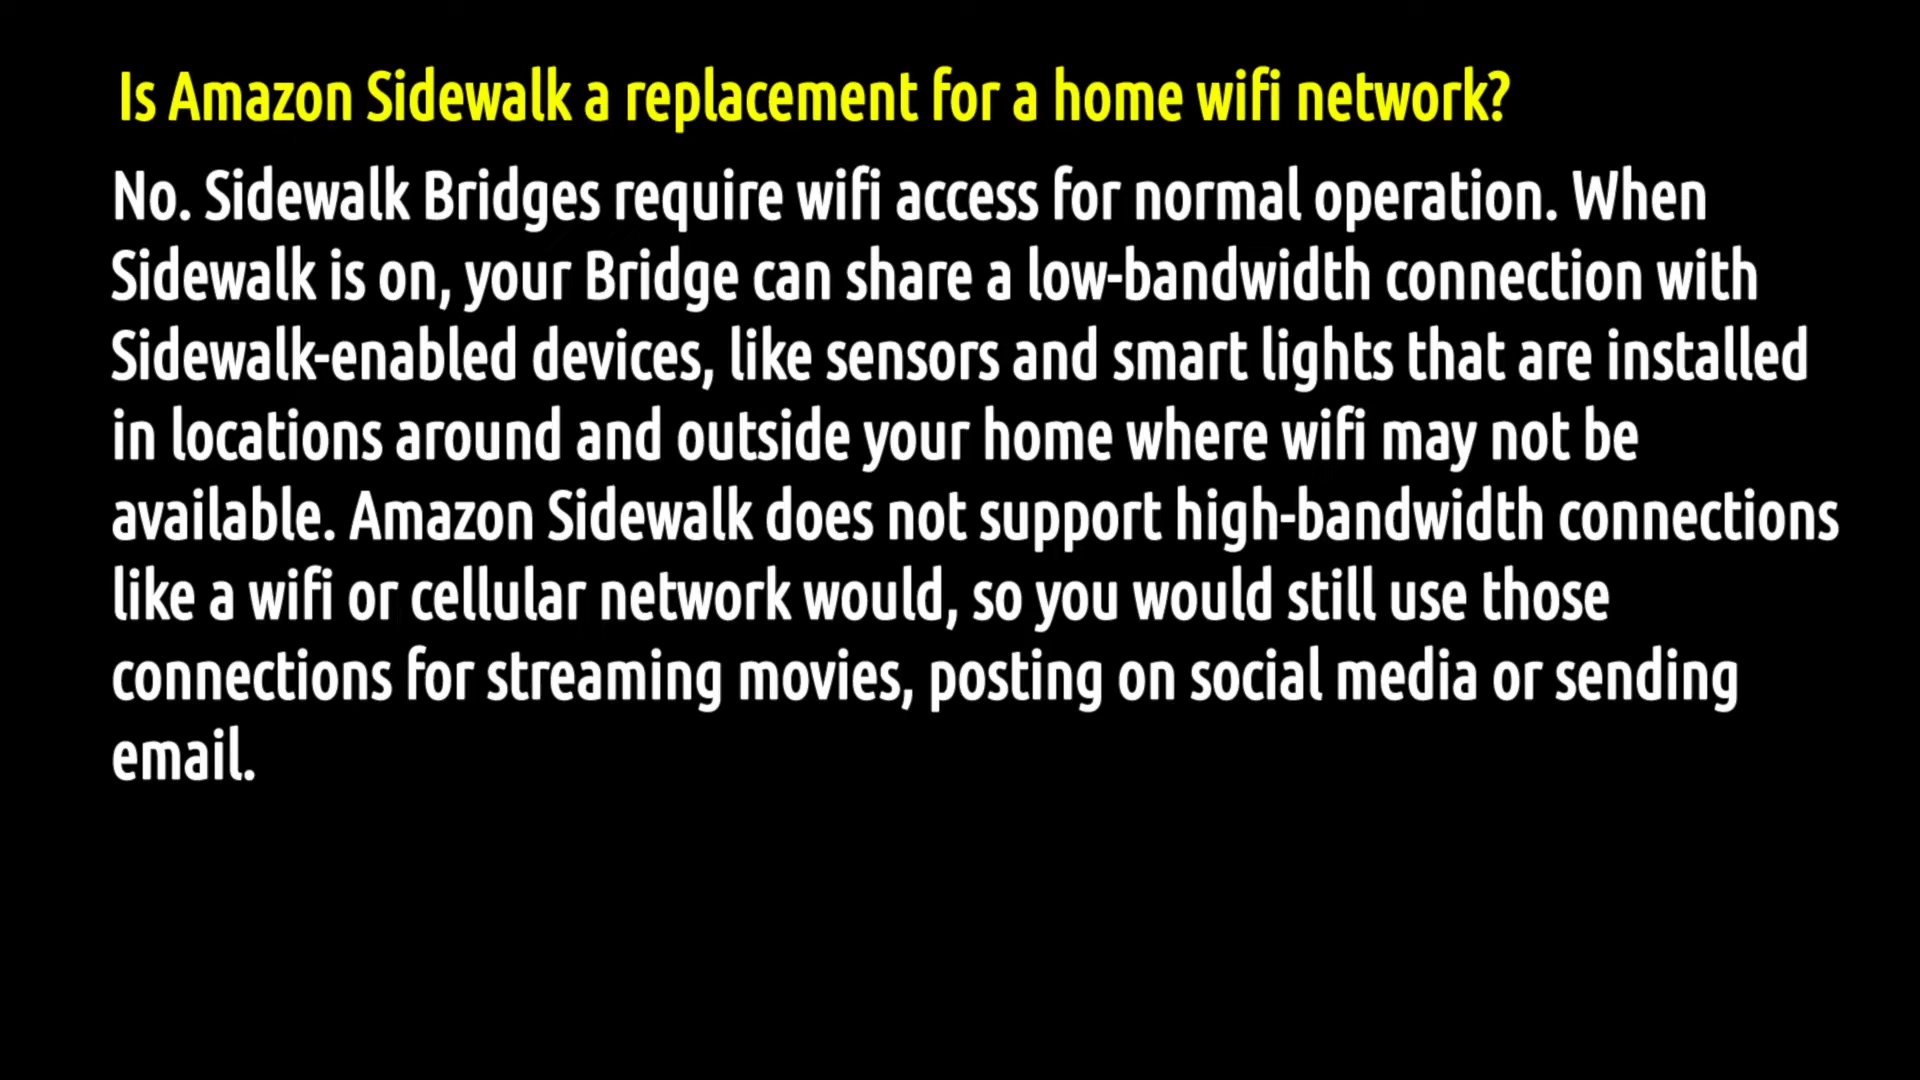 Is Amazon Sidewalk a replacement for a home wifi network?
No. Sidewalk Bridges require wifi access for normal operation. When
Sidewalk is on, your Bridge can share a low-bandwidth connection with
Sidewalk-enabled devices, like sensors and smart lights that are installed
in locations around and outside your home where wifi may not be
available. Amazon Sidewalk does not support high-bandwidth connections
like a wifi or cellular network would, so you would still use those
connections for streaming movies, posting on social media or sending
email.